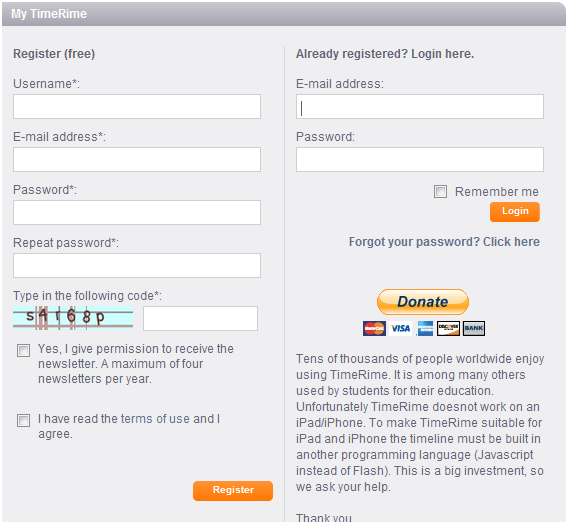 My TimeRime
Register (free)
Username*:
E-mail address*:
Password*:
Repeat password*:
Type in the following code*:
Yes, I give permission to receive the
newsletter. A maximum of four
newsletters per year.
I have read the terms of use and I
agree.
Register
Already registered? Login here.
E-mail address:
Password:
Remember me
Login
Forgot your password? Click here
Donate
MasterCard
VISA
DISCOVER
BANK
Tens of thousands of people worldwide enjoy
using TimeRime. It is among many others
used by students for their education.
Unfortunately TimeRime doesnot work on an
iPad/iPhone. To make TimeRime suitable for
iPad and iPhone the timeline must be built in
another programming language (Javascript
instead of Flash). This is a big investment, so
we ask your help.
Thank you